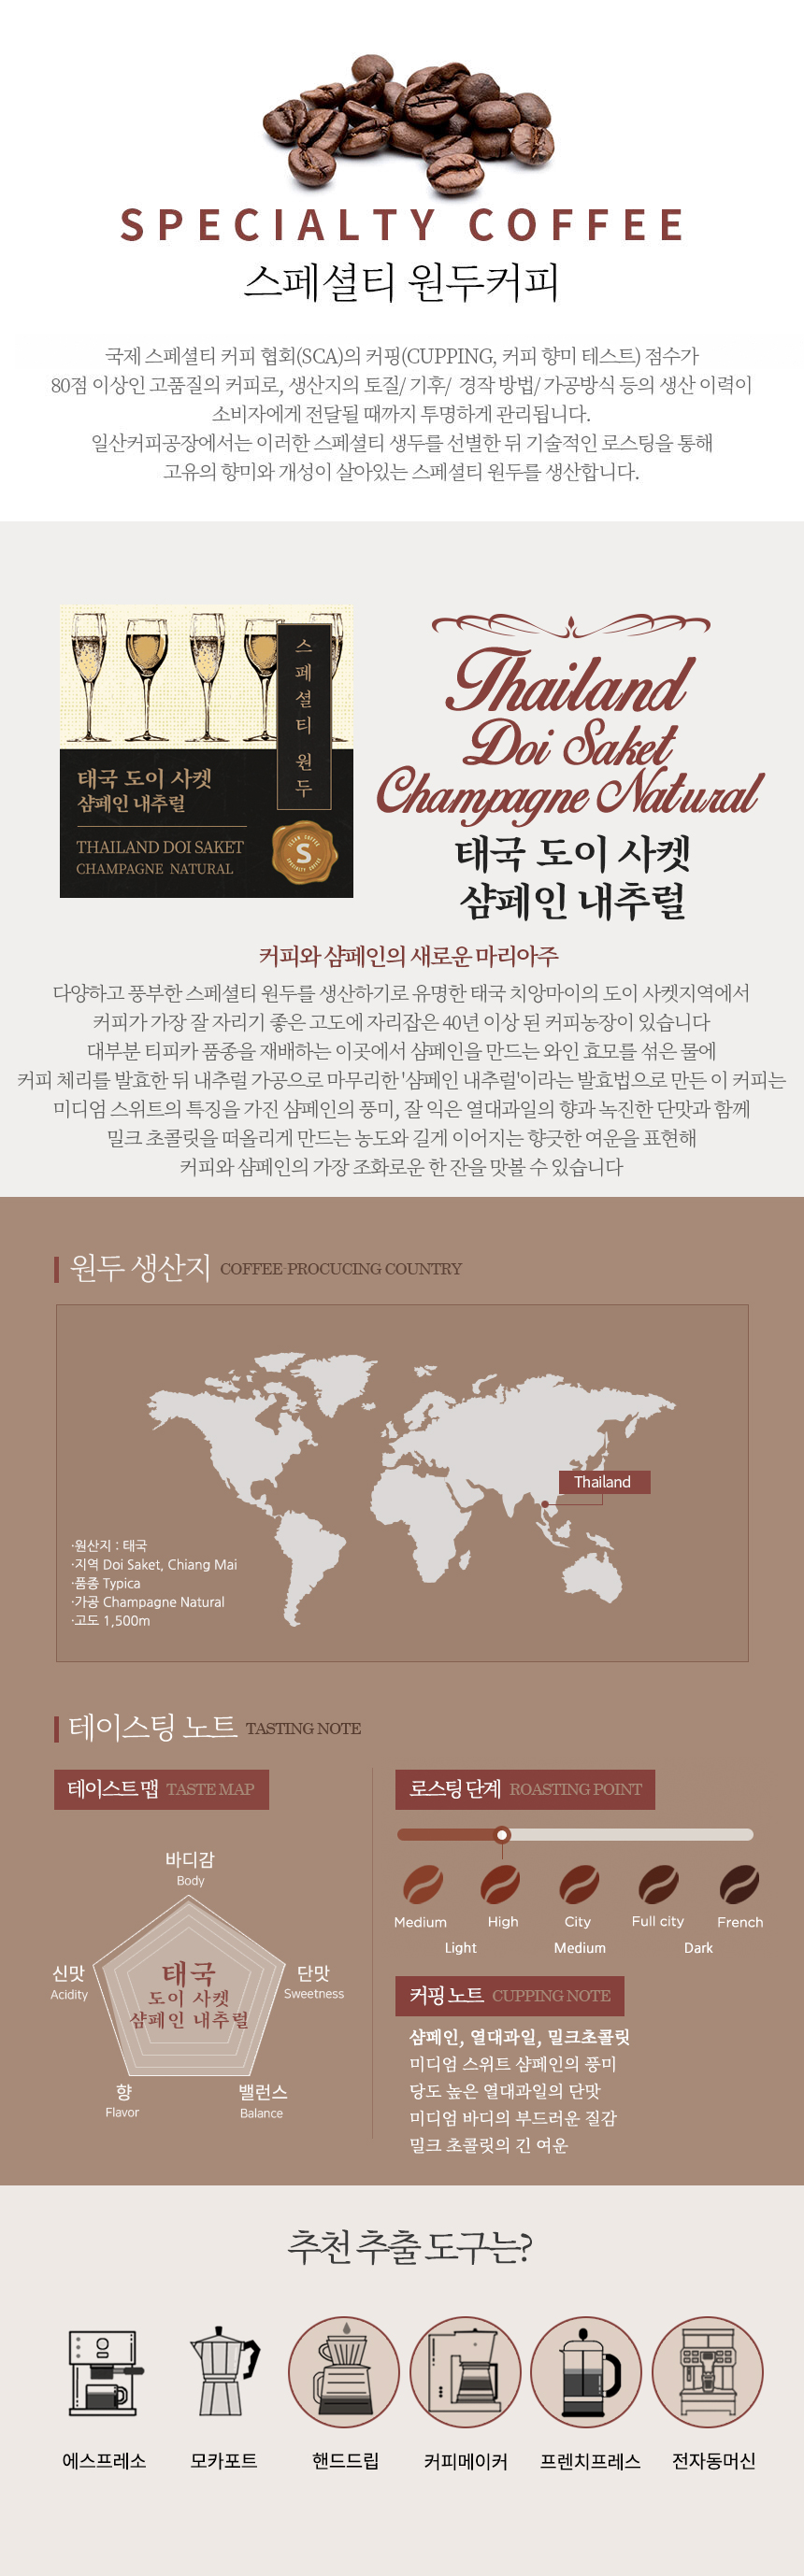 SPECIALTY COFFEE
스페셜티 원두커피
국제 스페셜티 커피 협회(SCA)의 커핑(CUPPING, 커피 향미 테스트) 점수가
80점 이상인 고품질의 커피로, 생산지의 토질/ 기후/ 경작 방법/ 가공방식 등의 생산 이력이
소비자에게 전달될 때까지 투명하게 관리됩니다.
일산커피공장에서는 이러한 스페셜티 생두를 선별한 뒤 기술적인 로스팅을 통해
고유의 향미와 개성이 살아있는 스페셜티 원두를 생산합니다.
스페셜티 원두
태국 도이 사켓
샴페인 내추럴
THAILAND DOI SAKET
CHAMPAGNE NATURAL
S
SPECIALTY COFFEE
Thailand
Doi Saket
Champagne Natural
태국 도이 사켓
샴페인 내추럴
커피와 샴페인의 새로운 마리아주
다양하고 풍부한 스페셜티 원두를 생산하기로 유명한 태국 치앙마이의 도이 사켓지역에서
커피가 가장 잘 자리기 좋은 고도에 자리잡은 40년 이상 된 커피농장이 있습니다
대부분 티피카 품종을 재배하는 이곳에서 샴페인을 만드는 와인 효모를 섞은 물에
커피 체리를 발효한 뒤 내추럴 가공으로 마무리한 '샴페인 내추럴'이라는 발효법으로 만든 이 커피는
미디엄 스위트의 특징을 가진 샴페인의 풍미, 잘 익은 열대과일의 향과 녹진한 단맛과 함께
밀크 초콜릿을 떠올리게 만드는 농도와 길게 이어지는 향긋한 여운을 표현해
커피와 샴페인의 가장 조화로운 한 잔을 맛볼 수 있습니다
원두 생산지 COFFEE-PROCUCING COUNTRY
Thailand
·원산지 : 태국
·지역 Doi Saket, Chiang Mai
·품종 Typica
·가공 Champagne Natural
·고도 1,500m
테이스팅 노트 TASTING NOTE
테이스트 맵 TASTE MAP
바디감
Body
신맛
Acidity
단맛
Sweetness
태국
도이 사켓
샴페인 내추럴
향
Flavor
밸런스
Balance
로스팅 단계 ROASTING POINT
Medium High City Full city French
Light Medium Dark
커핑 노트 CUPPING NOTE
샴페인, 열대과일, 밀크초콜릿
미디엄 스위트 샴페인의 풍미
당도 높은 열대과일의 단맛
미디엄 바디의 부드러운 질감
밀크 초콜릿의 긴 여운
추천 추출 도구는?
에스프레소 모카포트 핸드드립 커피메이커 프렌치프레스 전자동머신